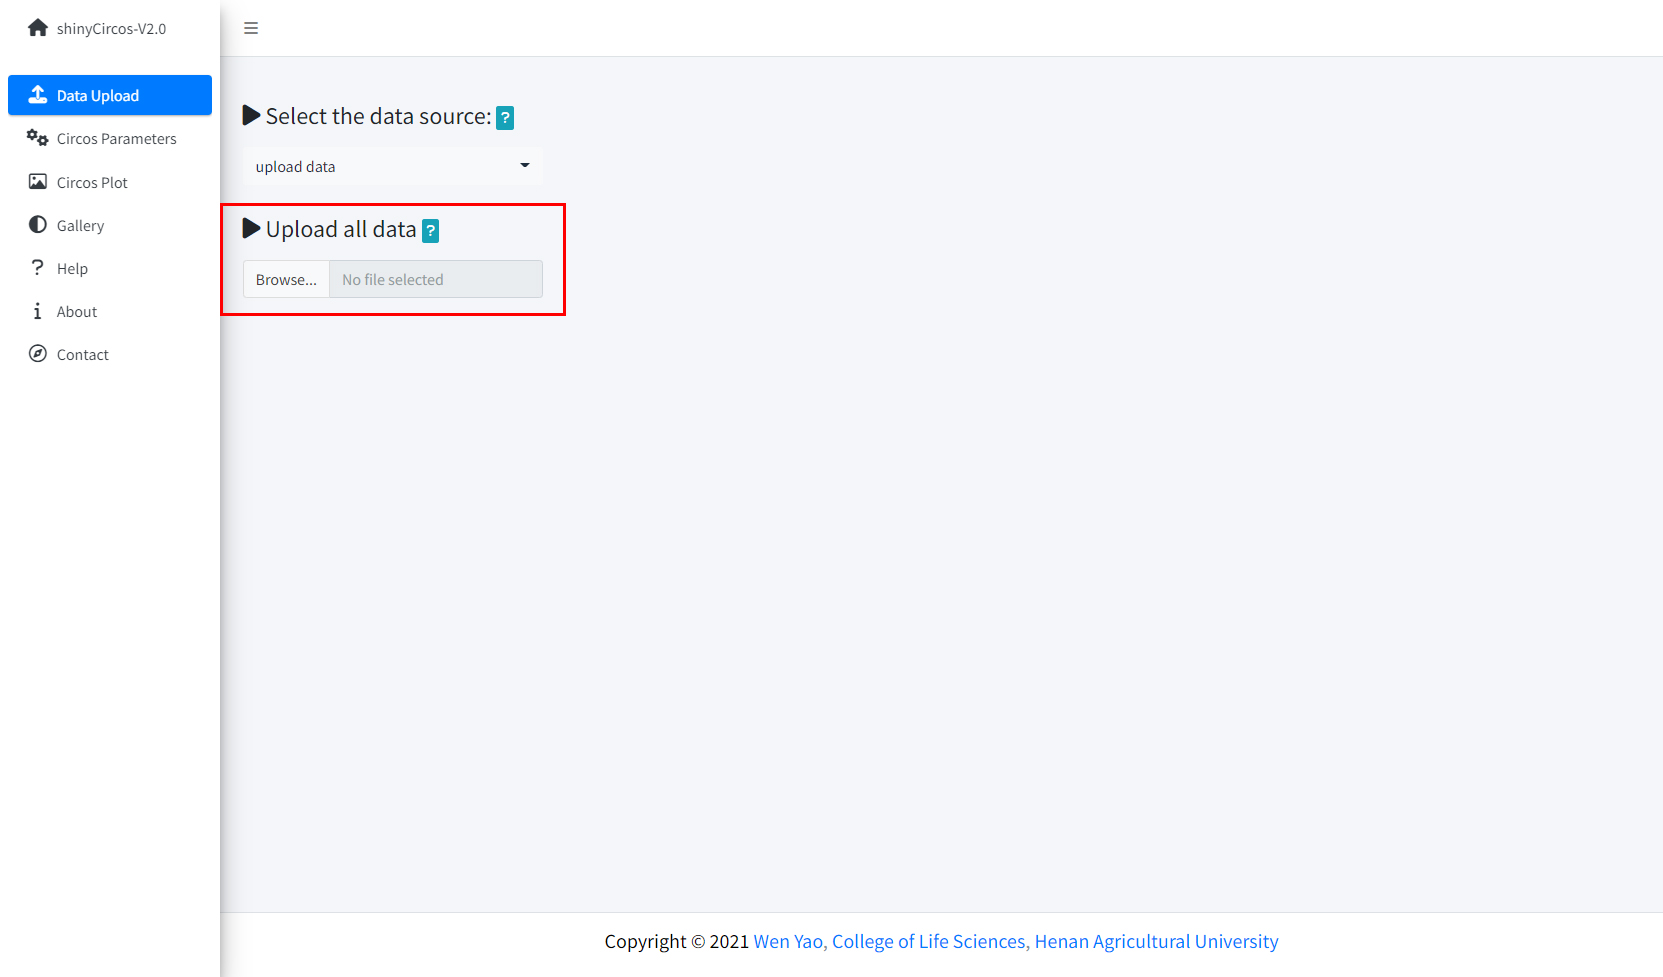 shinyCircos-V2.0
Data Upload
Circos Parameters
Circos Plot
Gallery
? Help
About
Contact
Select the data source: ?
upload data
Upload all data ?
Browse... No file selected
Copyright © 2021 Wen Yao, College of Life Sciences, Henan Agricultural University